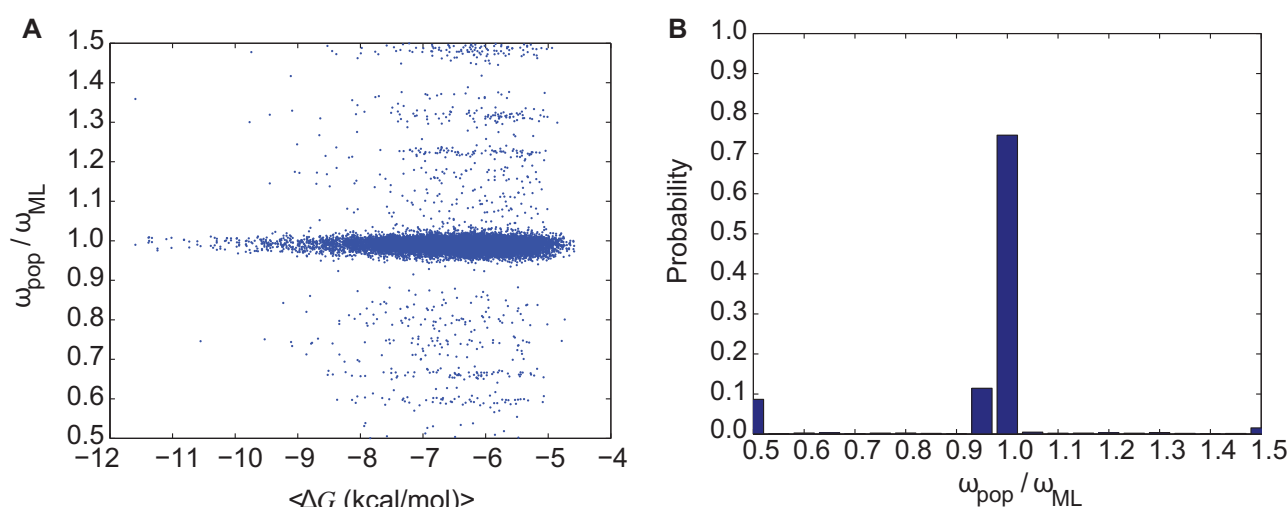 A
1.5
1.4
1.3
1.2
1.1
1.0
0.9
0.8
0.7
0.6
0.5
−12 −11 −10 −9 −8 −7 −6 −5 −4
ωpop / ωML
<ΔG (kcal/mol)>
B
1.0
0.9
0.8
0.7
0.6
0.5
0.4
0.3
0.2
0.1
0.0
0.5 0.6 0.7 0.8 0.9 1.0 1.1 1.2 1.3 1.4 1.5
Probability
ωpop / ωML